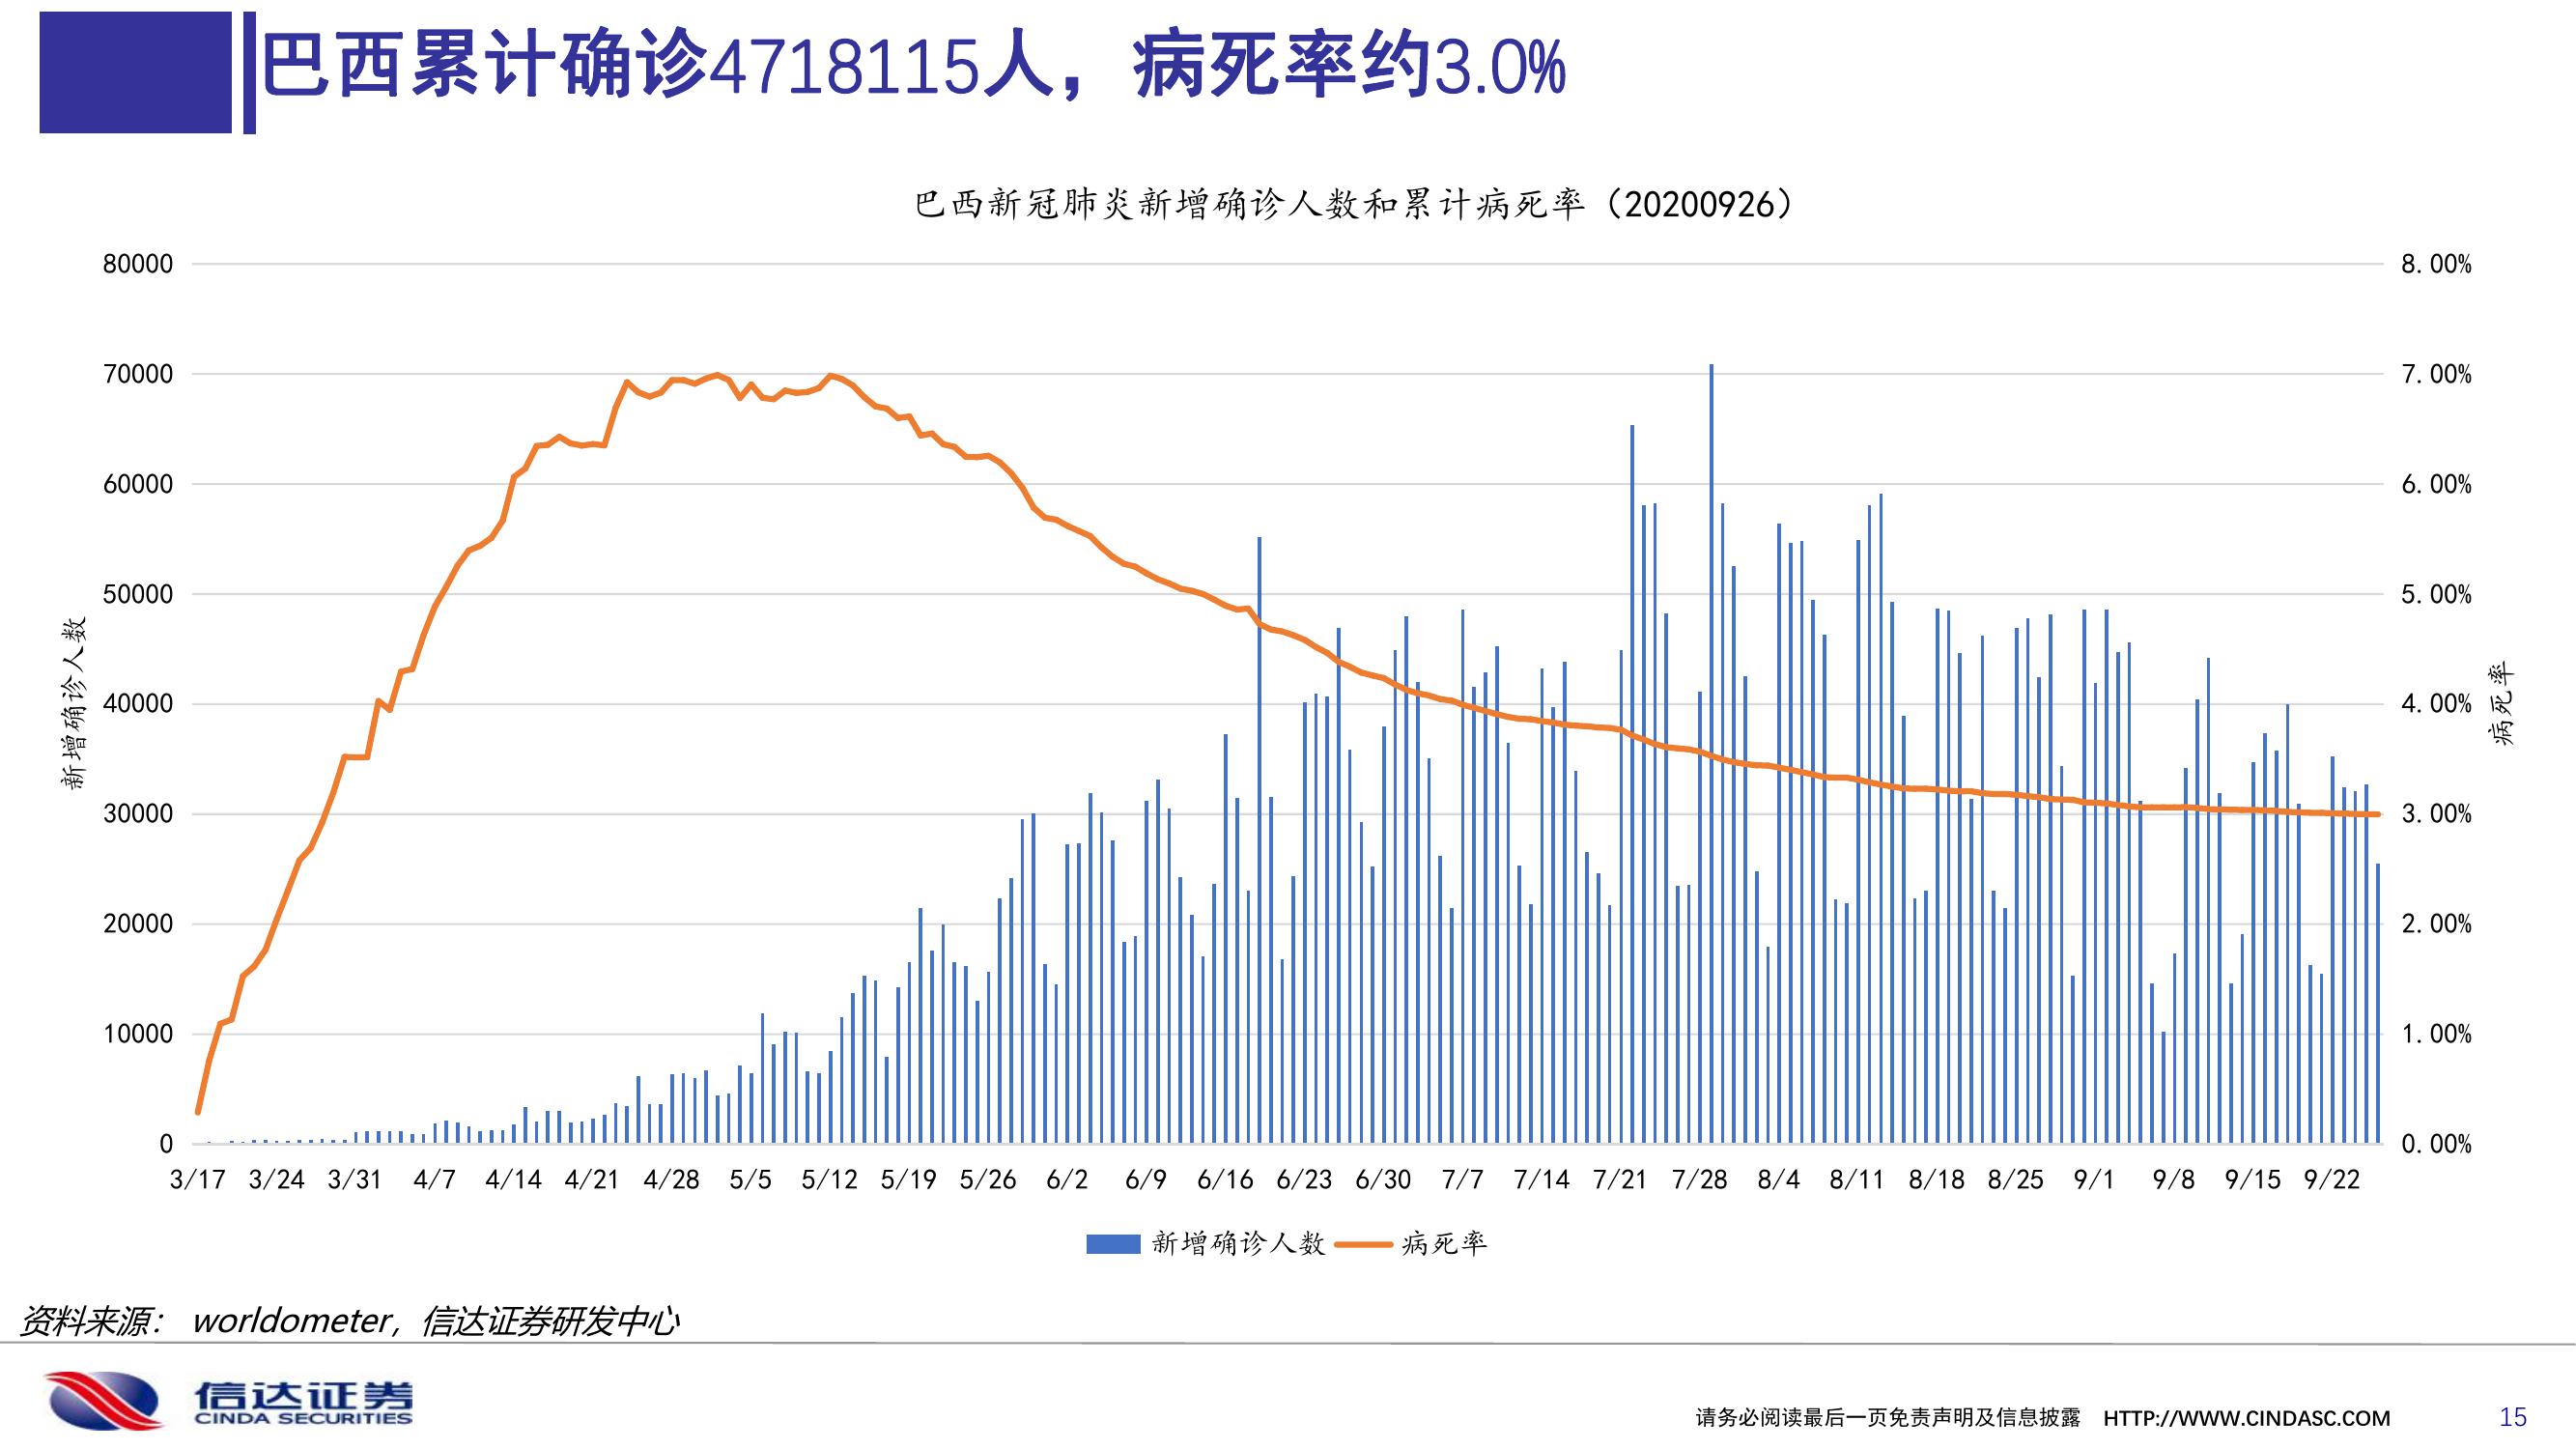 巴西累计确诊4718115人，病死率约3.0%
巴西新冠肺炎新增确诊人数和累计病死率（20200926）
80000
70000
60000
50000
40000
30000
20000
10000
0
新增确诊人数
8.00%
7.00%
6.00%
5.00%
4.00%
3.00%
2.00%
1.00%
0.00%
病死率
3/17 3/24 3/31 4/7 4/14 4/21 4/28 5/5 5/12 5/19 5/26 6/2 6/9 6/16 6/23 6/30 7/7 7/14 7/21 7/28 8/4 8/11 8/18 8/25 9/1 9/8 9/15 9/22
新增确诊人数 病死率
资料来源： worldometer，信达证券研发中心
信达证券
CINDA SECURITIES
请务必阅读最后一页免责声明及信息披露 HTTP://WWW.CINDASC.COM 15